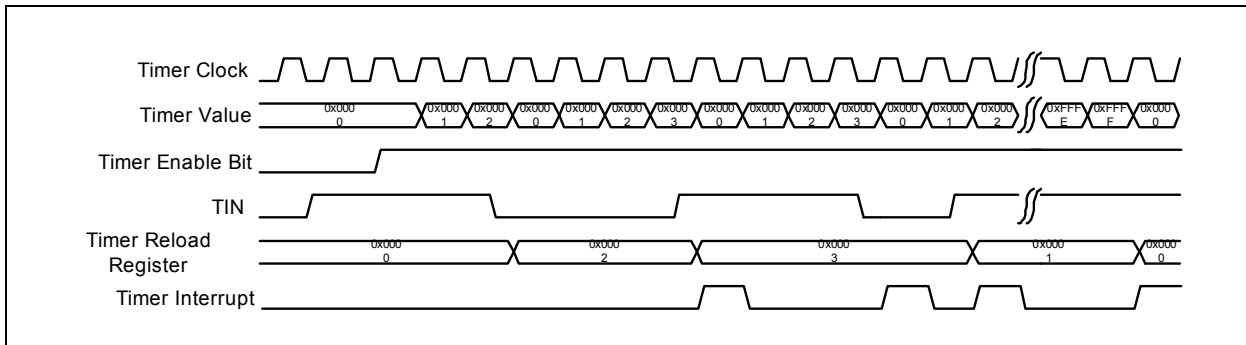 Timer Clock
Timer Value
0x000 0x000 0x000 0x000 0x000 0x000 0x000 0x000 0x000 0x000 0x000 0x000 0x000 0x000 0xFFF 0xFFF 0x000
0 1 2 0 1 2 3 0 1 2 3 0 1 2 E F 0
Timer Enable Bit
TIN
Timer Reload
Register
0x000 0x000 0x000 0x000 0x000
0 2 3 1 0
Timer Interrupt